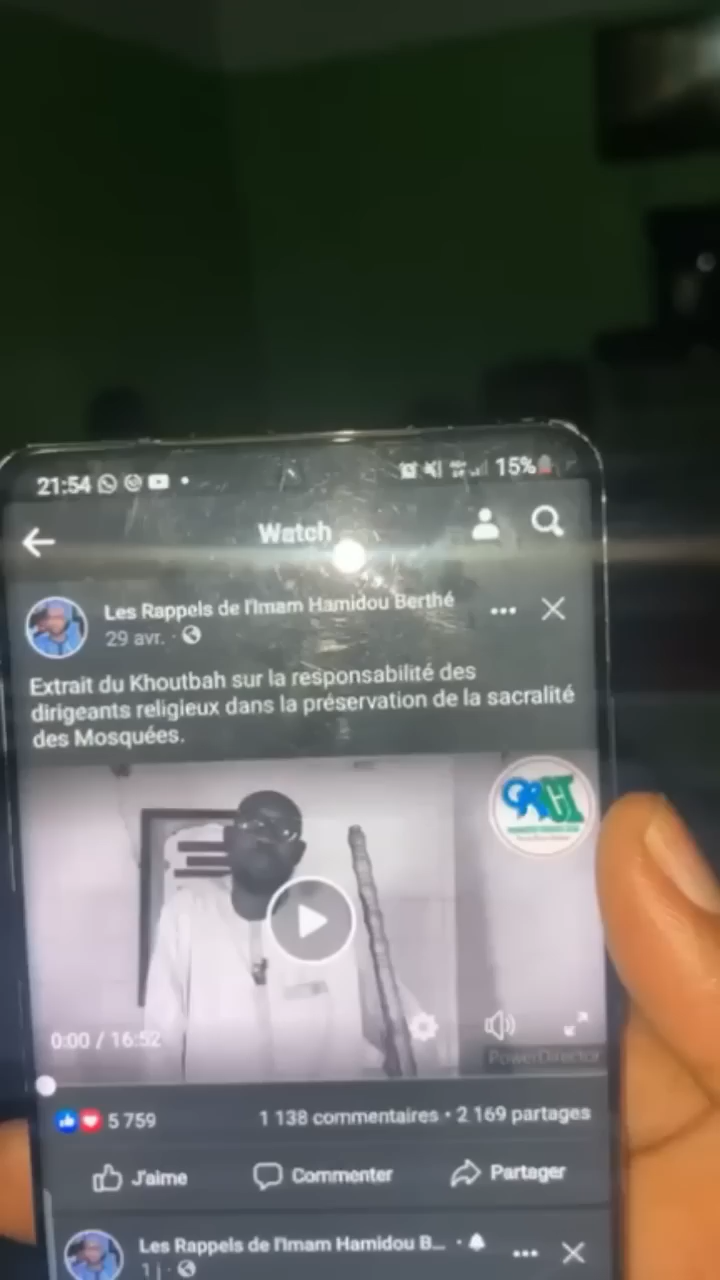 21:54
15%
Watch
Les Rappels de l'Imam Hamidou Berthé
29 avr. ·
Extrait du Khoutbah sur la responsabilité des
dirigeants religieux dans la préservation de la sacralité
des Mosquées.
0:00 / 16:52
PowerDirector
5 759
1 138 commentaires • 2 169 partages
J'aime
Commenter
Partager
Les Rappels de l'Imam Hamidou B... ·
1 j ·